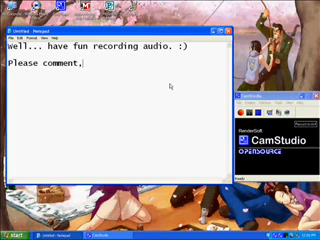 Untitled - Notepad
File Edit Format View Help
Well... have fun recording audio. :)
Please comment,
CamStudio
RenderSoft
CamStudio
OPENSOURCE
Ready
start
Untitled - Notepad
CamStudio